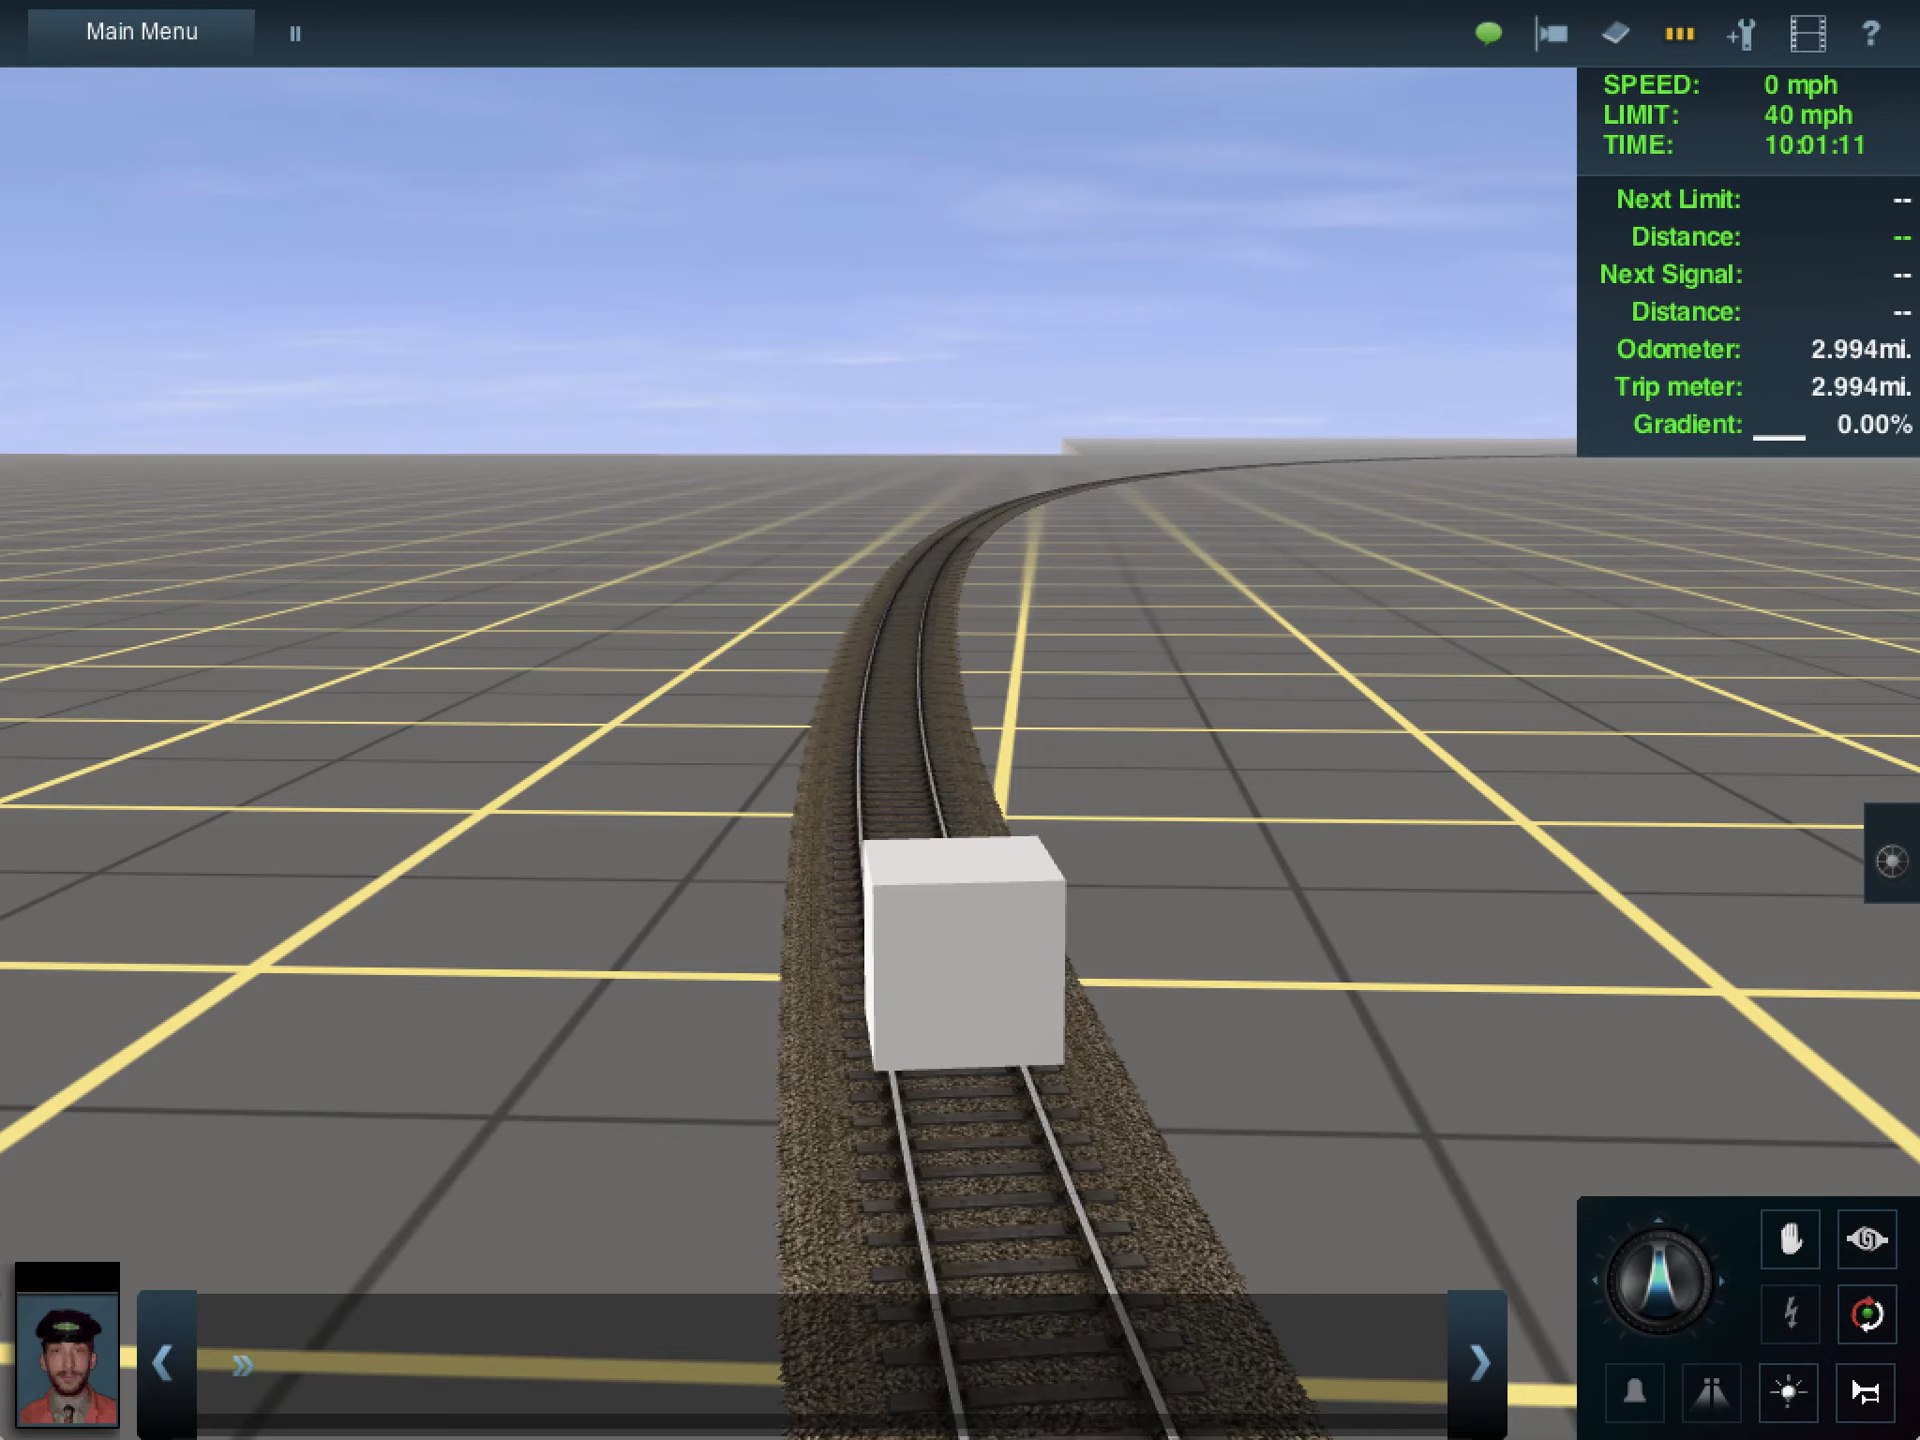 Main Menu
SPEED: 0 mph
LIMIT: 40 mph
TIME: 10:01:11
Next Limit: --
Distance: --
Next Signal: --
Distance: --
Odometer: 2.994mi.
Trip meter: 2.994mi.
Gradient: 0.00%